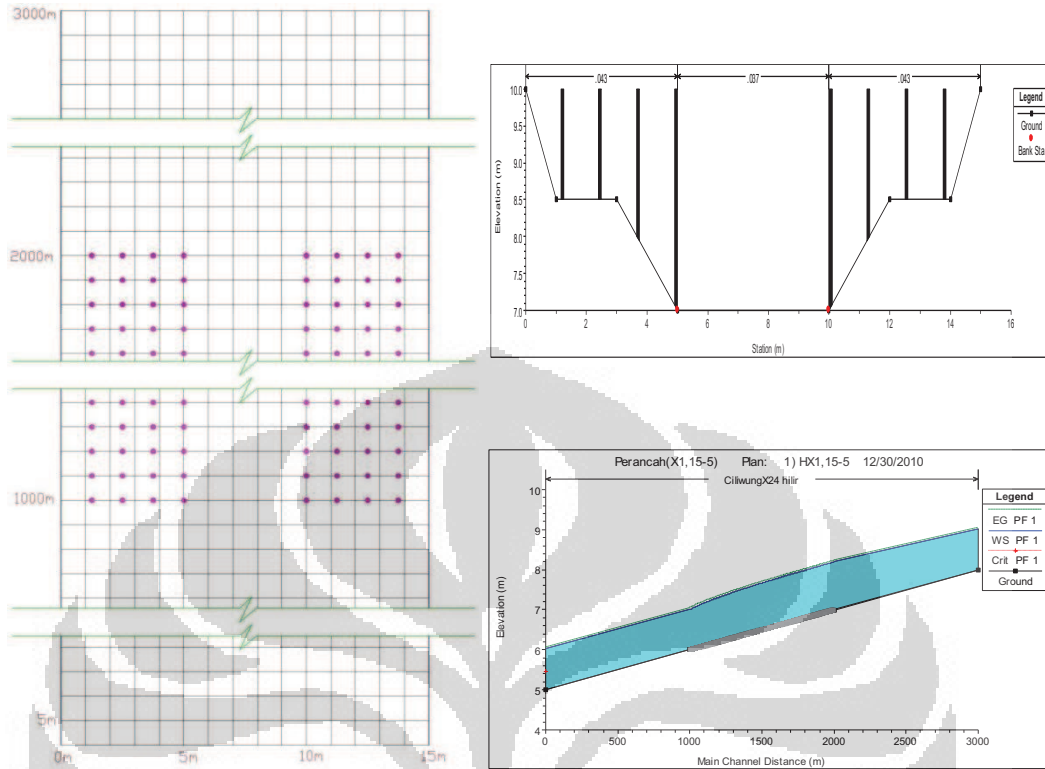 3000m
2000m
1000m
5m
0m
5m
10m
15m
.043
.037
.043
10.0
9.5
9.0
8.5
8.0
7.5
7.0
Elevation (m)
0
2
4
6
8
10
12
14
16
Station (m)
Legend
Ground
Bank Sta
Perancah(X1,15-5) Plan: 1) HX1,15-5 12/30/2010
CiliwungX24 hilir
10
9
8
7
6
5
4
Elevation (m)
0
500
1000
1500
2000
2500
3000
Main Channel Distance (m)
Legend
EG PF 1
WS PF 1
Crit PF 1
Ground